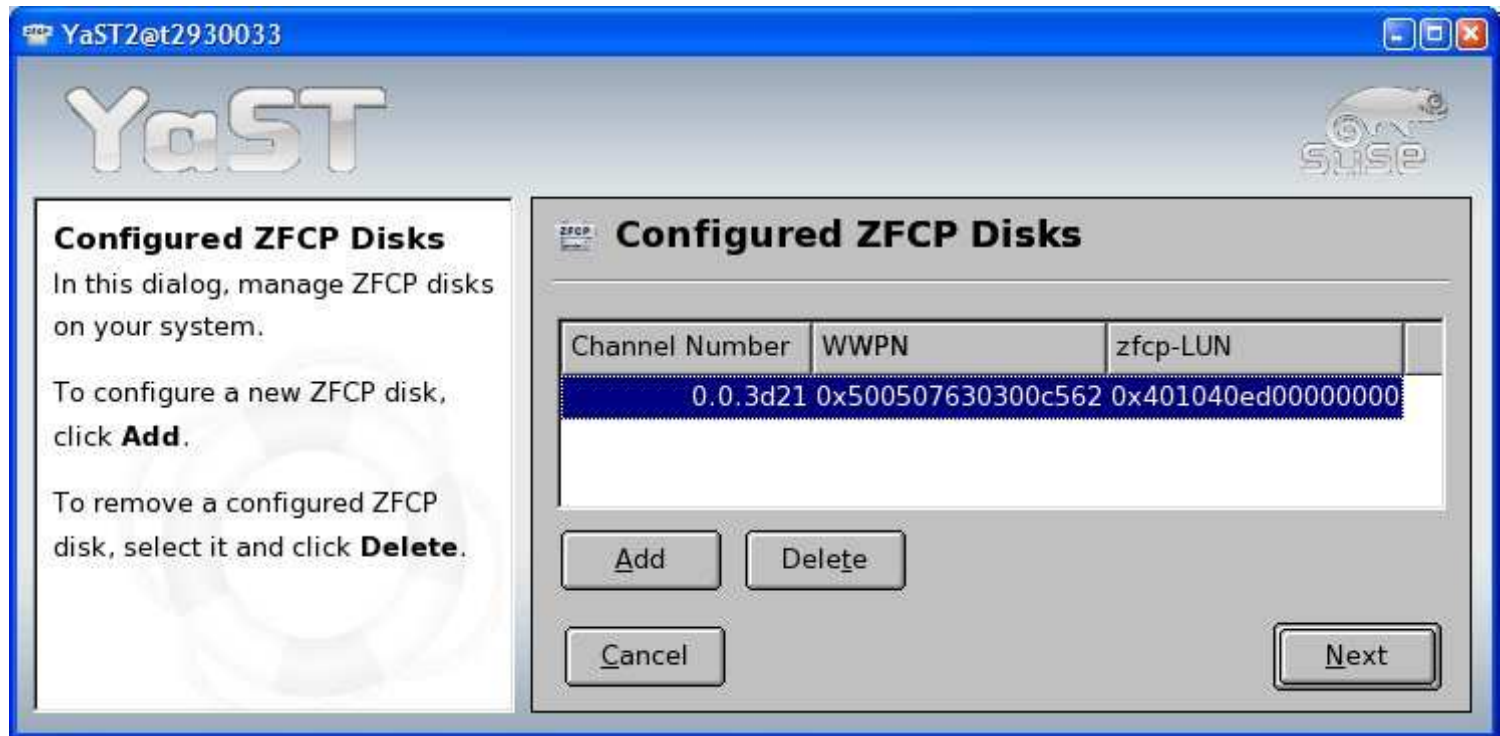 YaST2@t2930033
YaST
SUSE
Configured ZFCP Disks
In this dialog, manage ZFCP disks
on your system.
To configure a new ZFCP disk,
click Add.
To remove a configured ZFCP
disk, select it and click Delete.
ZFCP
Configured ZFCP Disks
Channel Number WWPN zfcp-LUN
0.0.3d21 0x500507630300c562 0x401040ed00000000
Add Delete
Cancel Next